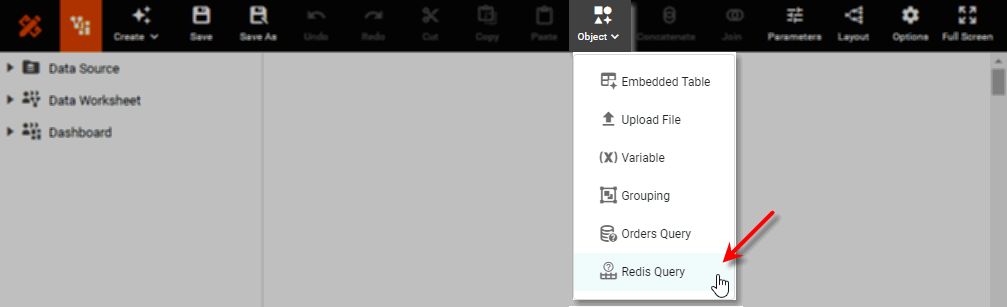 Create Save Save As Undo Redo Cut Copy Paste Object Concatenate Join Parameters Layout Options Full Screen
Data Source
Data Worksheet
Dashboard
Embedded Table
Upload File
(x) Variable
Grouping
Orders Query
Redis Query